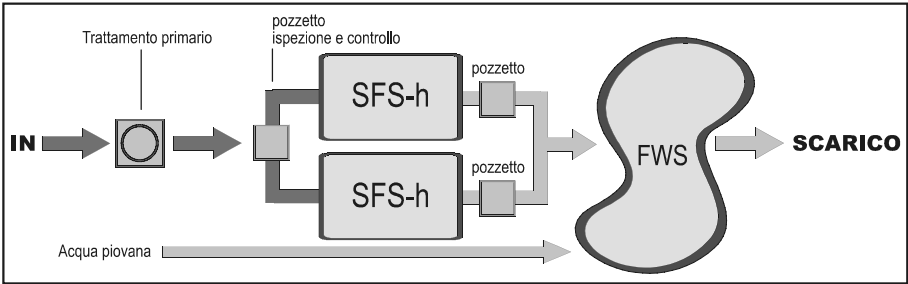 Trattamento primario
pozzetto
ispezione e controllo
pozzetto
SFS-h
IN
FWS
SCARICO
pozzetto
SFS-h
Acqua piovana